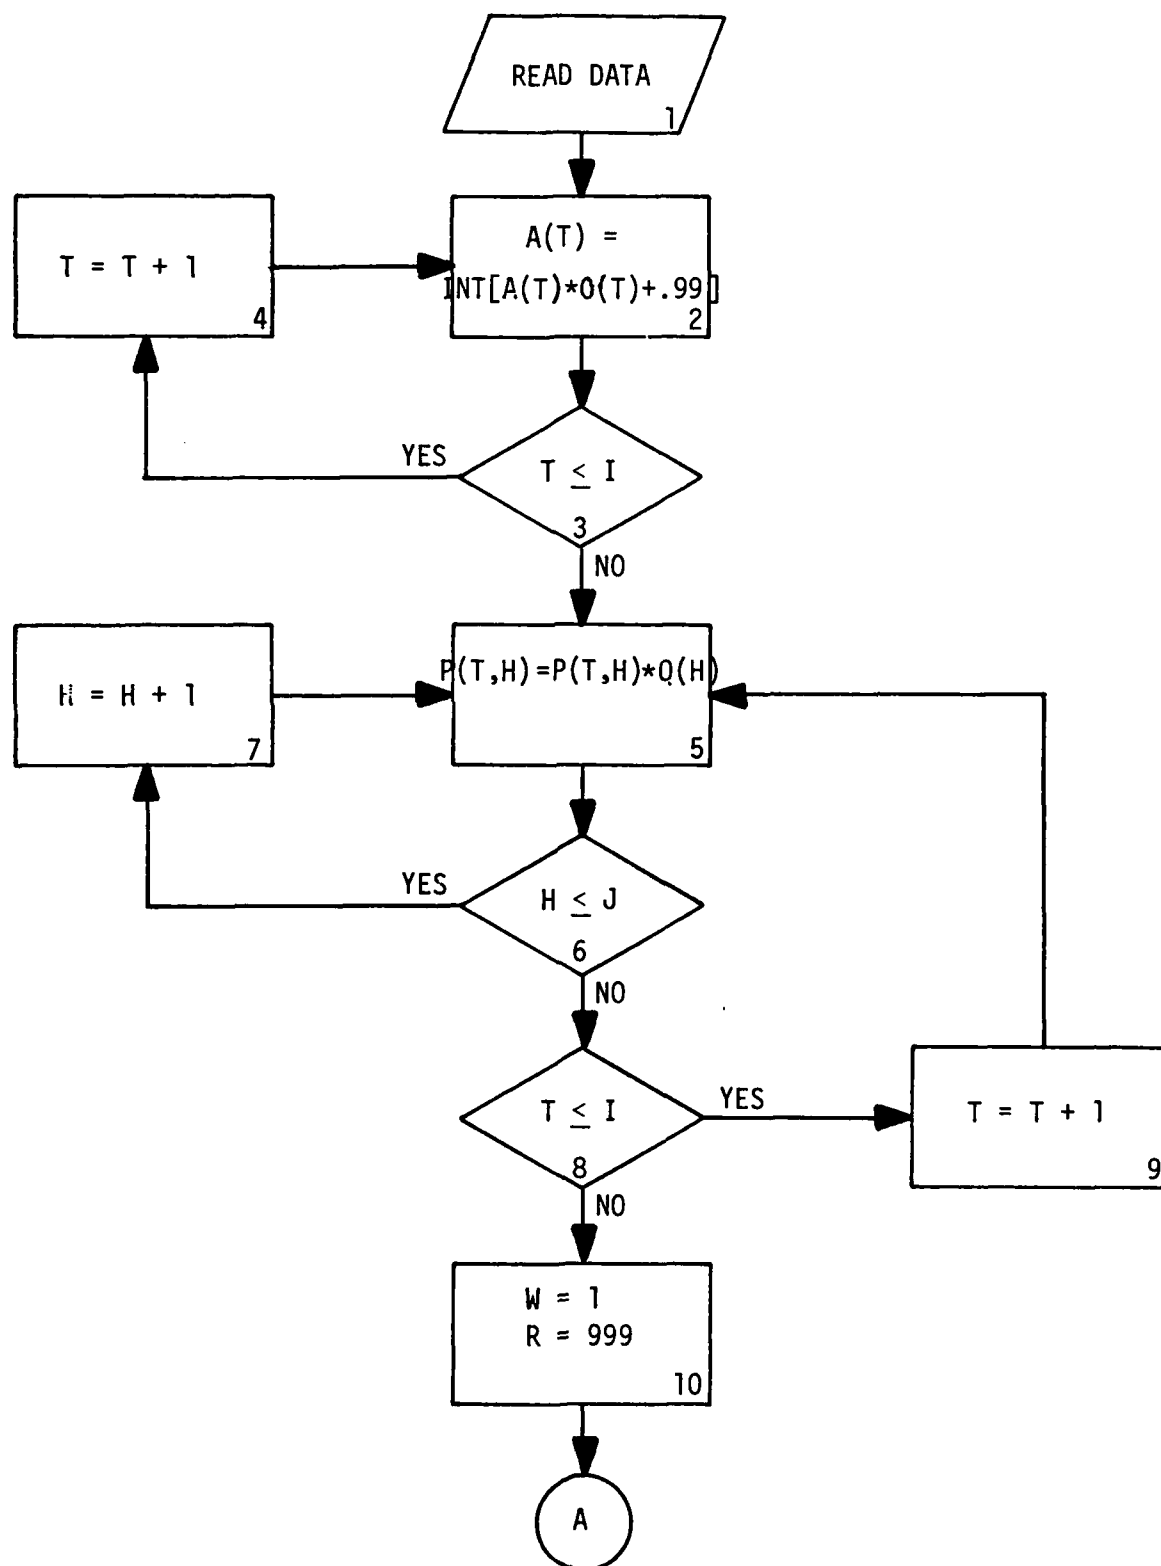 READ DATA
1
A(T) =
INT[A(T)*O(T)+.99]
2
T = T + 1
4
YES
T ≤ I
3
NO
P(T,H)=P(T,H)*Q(H)
5
H = H + 1
7
YES
H ≤ J
6
NO
T ≤ I
8
YES
T = T + 1
9
NO
W = 1
R = 999
10
A